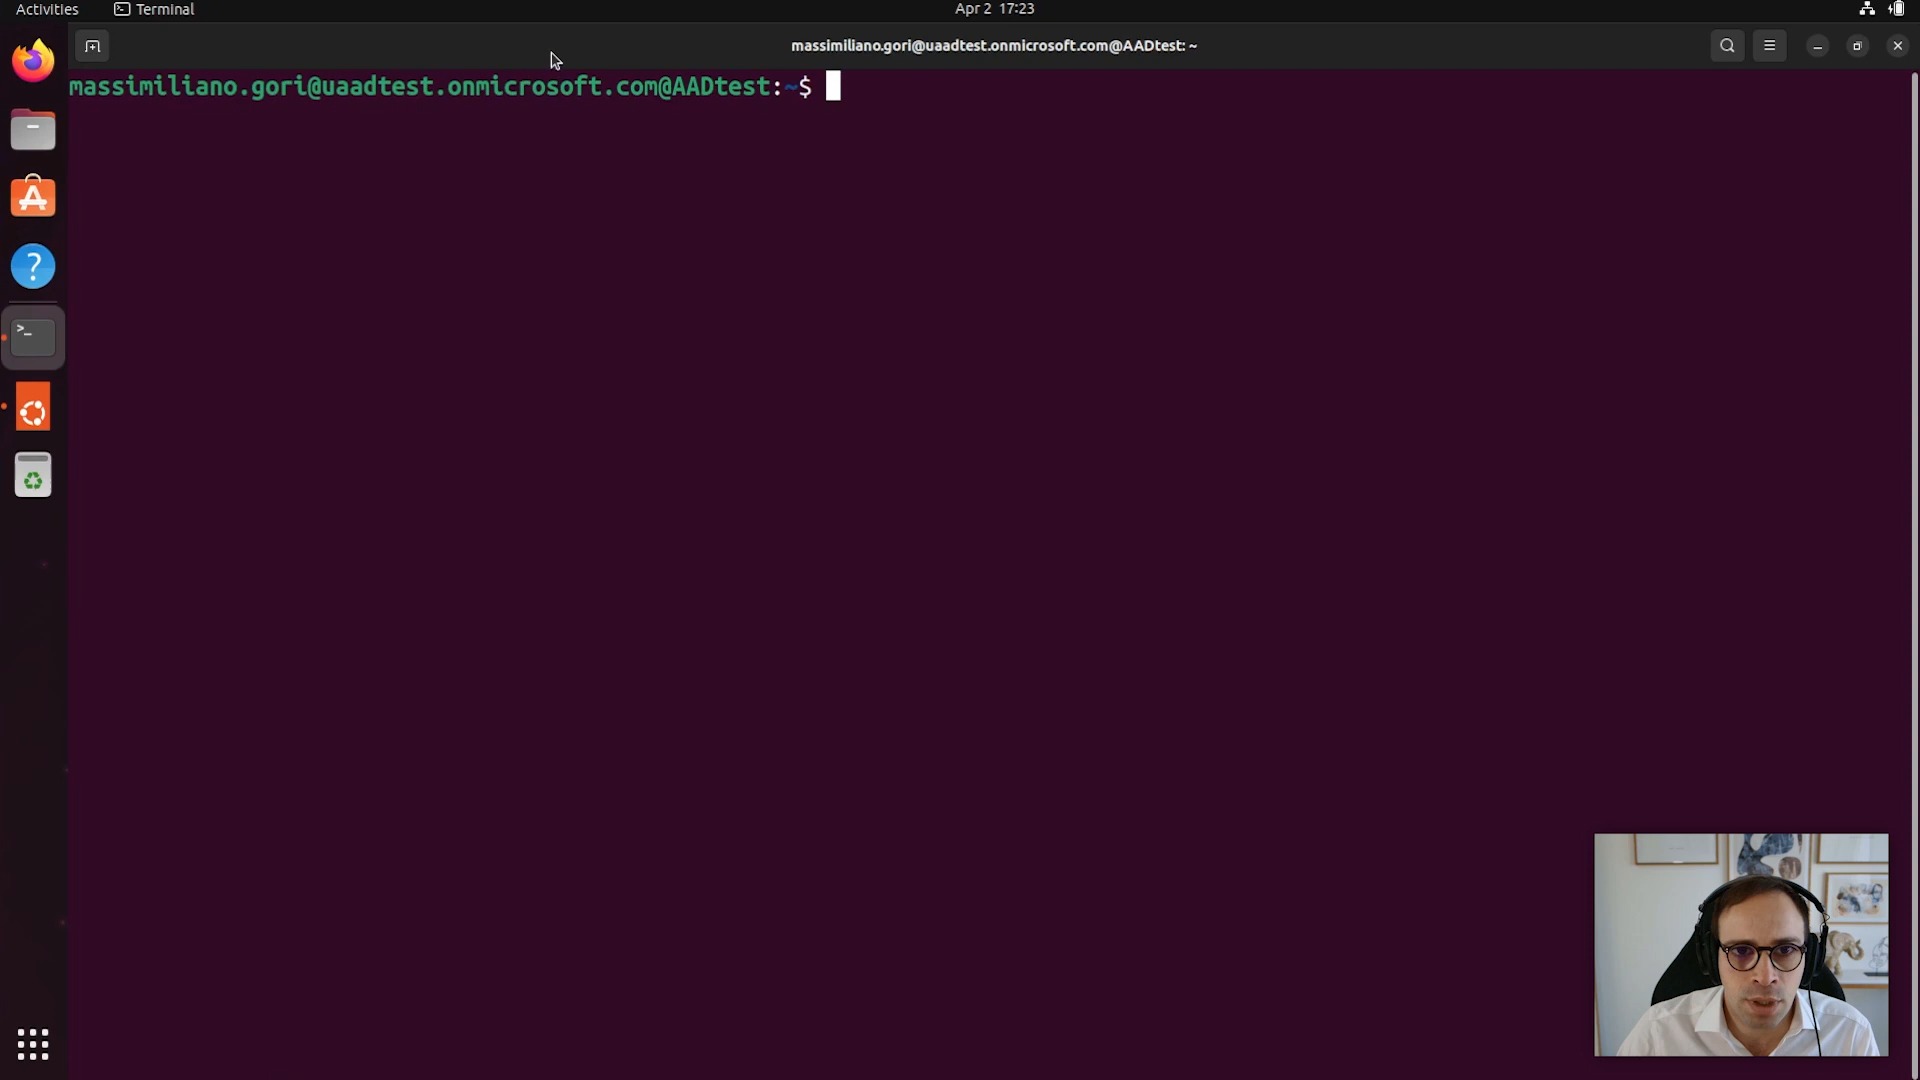 Activities Terminal Apr 2 17:23
massimiliano.gori@uaadtest.onmicrosoft.com@AADtest: ~
massimiliano.gori@uaadtest.onmicrosoft.com@AADtest:~$